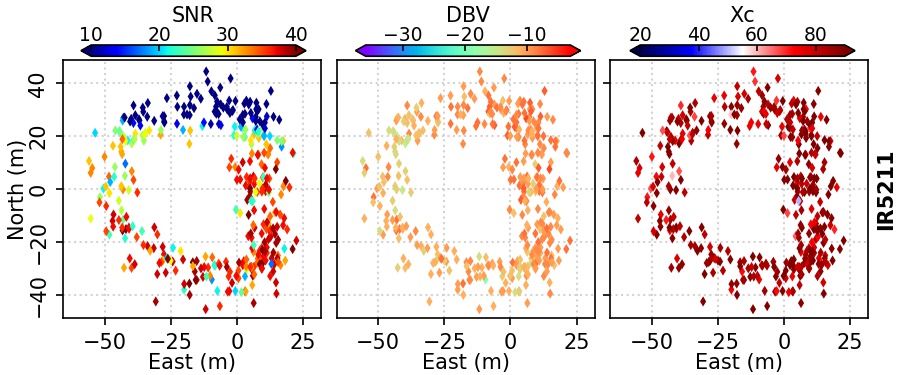 SNR DBV Xc
10 20 30 40 −30 −20 −10 20 40 60 80
40
20
0
−20
−40
North (m)
IR5211
−50 −25 0 25 −50 −25 0 25 −50 −25 0 25
East (m) East (m) East (m)